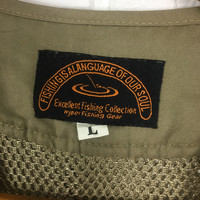 FISHING IS A LANGUAGE OF OUR SOUL
Excellent Fishing Collection
Hyper Fishing Gear
L